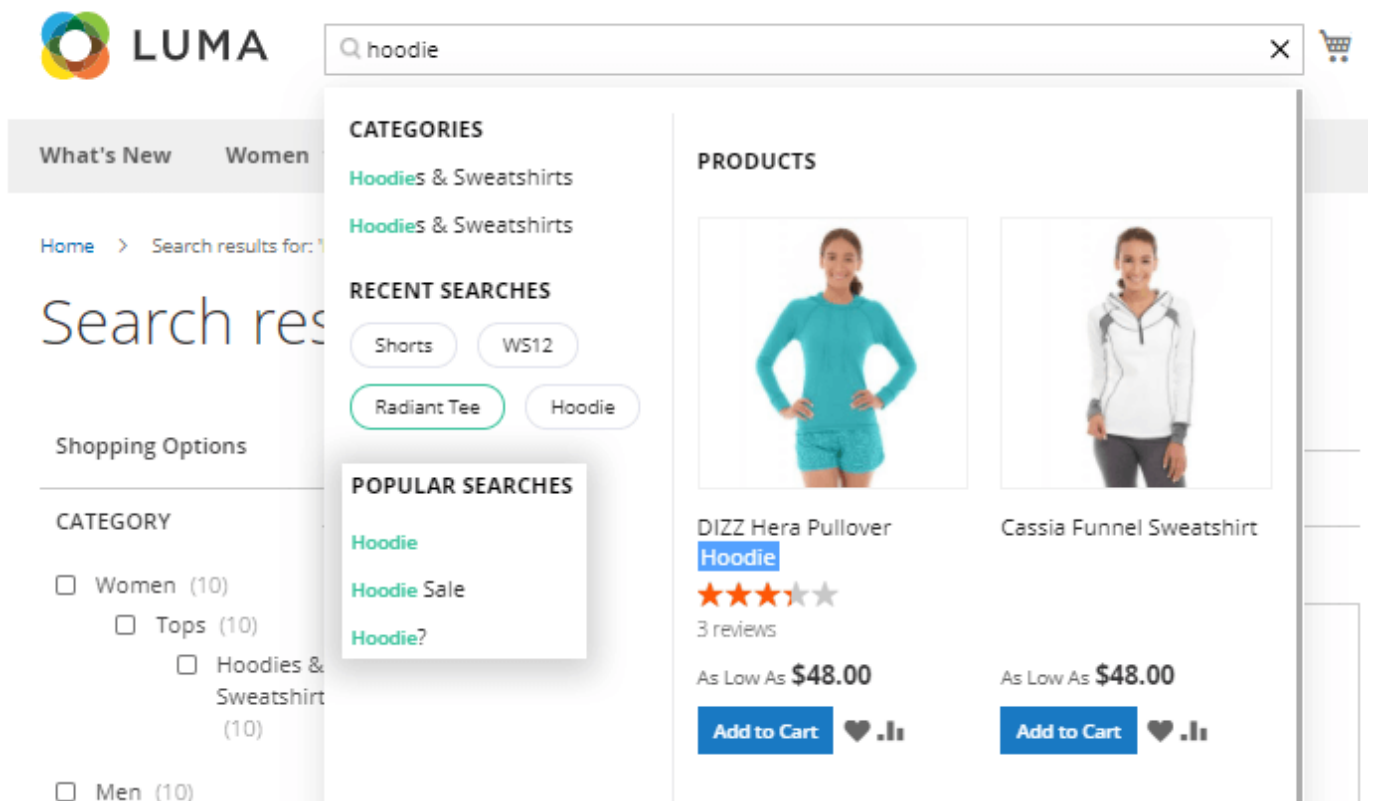 LUMA
hoodie
What's New Women
Home > Search results for:
Search res
Shopping Options
CATEGORY
Women (10)
Tops (10)
Hoodies &
Sweatshirt
(10)
Men (10)
CATEGORIES
Hoodies & Sweatshirts
Hoodies & Sweatshirts
RECENT SEARCHES
Shorts WS12
Radiant Tee Hoodie
POPULAR SEARCHES
Hoodie
Hoodie Sale
Hoodie?
PRODUCTS
DIZZ Hera Pullover
Hoodie
3 reviews
As Low As $48.00
Add to Cart
Cassia Funnel Sweatshirt
As Low As $48.00
Add to Cart